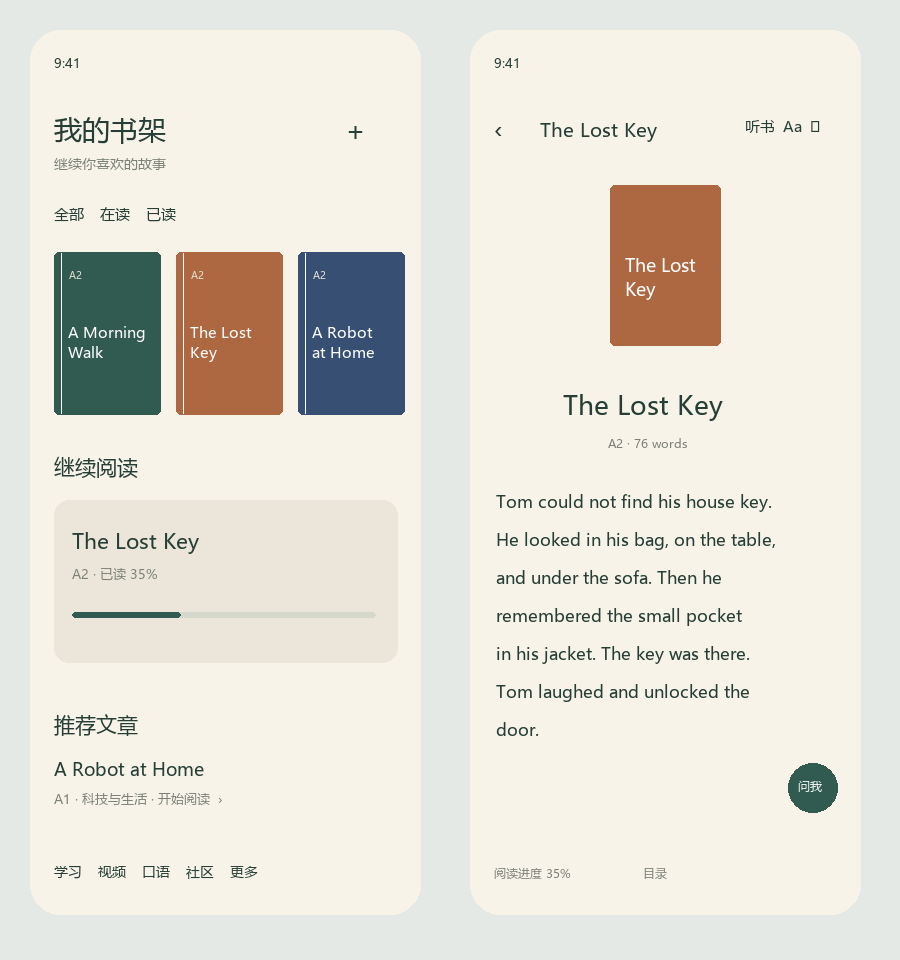 9:41
我的书架
+
继续你喜欢的故事
全部 在读 已读
A2
A Morning
Walk
A2
The Lost
Key
A2
A Robot
at Home
继续阅读
The Lost Key
A2 · 已读 35%
推荐文章
A Robot at Home
A1 · 科技与生活 · 开始阅读 ›
学习 视频 口语 社区 更多
9:41
‹ The Lost Key 听书 Aa
The Lost
Key
The Lost Key
A2 · 76 words
Tom could not find his house key.
He looked in his bag, on the table,
and under the sofa. Then he
remembered the small pocket
in his jacket. The key was there.
Tom laughed and unlocked the
door.
问我
阅读进度 35% 目录